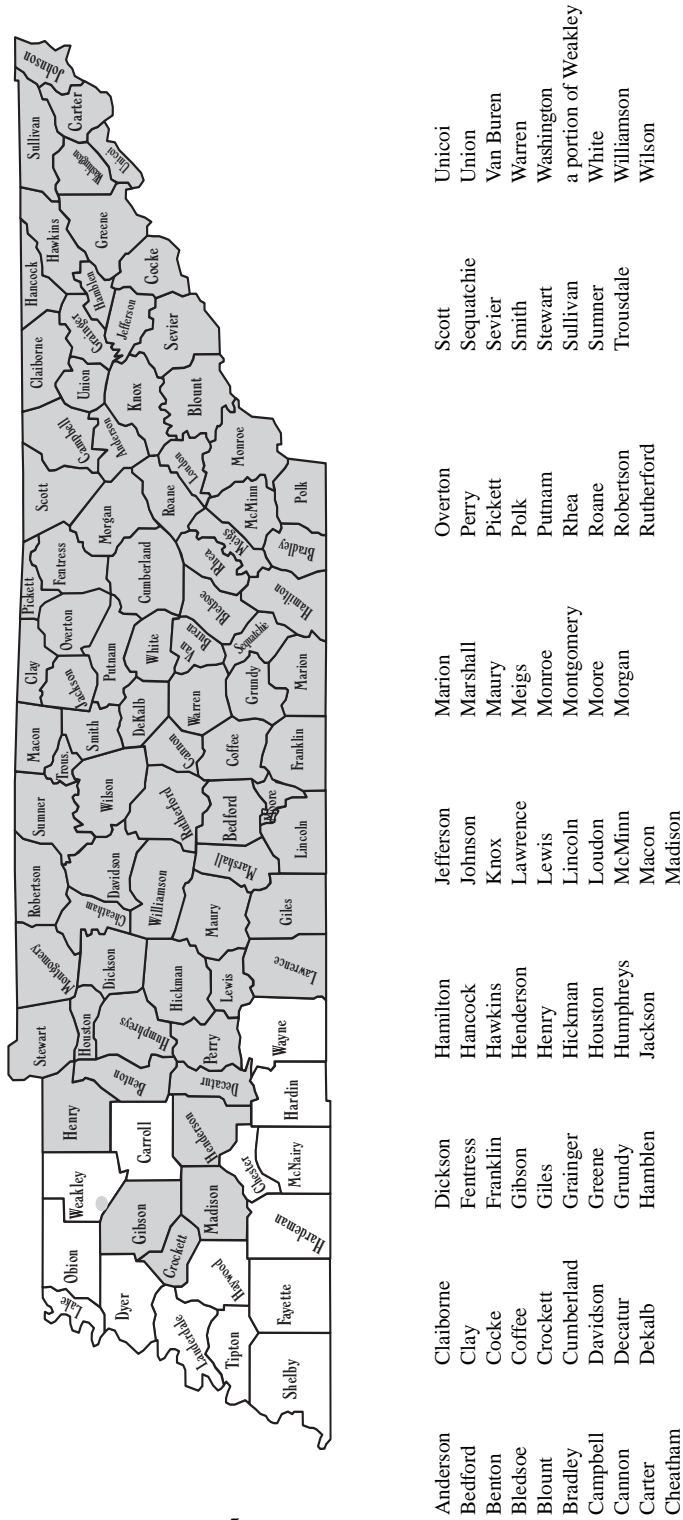 Lake
Obion
Weakley
Henry
Stewart
Montgomery
Robertson
Sumner
Macon
Clay
Pickett
Scott
Claiborne
Hancock
Sullivan
Johnson
Dyer
Gibson
Carroll
Benton
Houston
Humphreys
Dickson
Cheatham
Davidson
Wilson
Trous.
Smith
Jackson
Overton
Fentress
Morgan
Campbell
Anderson
Union
Grainger
Hamblen
Hawkins
Greene
Washington
Unicoi
Carter
Lauderdale
Crockett
Haywood
Madison
Henderson
Decatur
Perry
Hickman
Lewis
Williamson
Maury
Marshall
Rutherford
Bedford
Cannon
DeKalb
Putnam
White
Van
Buren
Warren
Coffee
Cumberland
Bledsoe
Rhea
Meigs
Roane
Loudon
Knox
Jefferson
Cocke
Sevier
Blount
Monroe
McMinn
Tipton
Shelby
Fayette
Hardeman
Chester
McNairy
Hardin
Wayne
Lawrence
Giles
Lincoln
Moore
Franklin
Grundy
Sequatchie
Marion
Hamilton
Bradley
Polk
Anderson
Bedford
Benton
Bledsoe
Blount
Bradley
Campbell
Cannon
Carter
Cheatham
Claiborne
Clay
Cocke
Coffee
Crockett
Cumberland
Davidson
Decatur
Dekalb
Dickson
Fentress
Franklin
Gibson
Giles
Grainger
Greene
Grundy
Hamblen
Hamilton
Hancock
Hawkins
Henderson
Henry
Hickman
Houston
Humphreys
Jackson
Jefferson
Johnson
Knox
Lawrence
Lewis
Lincoln
Loudon
McMinn
Macon
Madison
Marion
Marshall
Maury
Meigs
Monroe
Montgomery
Moore
Morgan
Overton
Perry
Pickett
Polk
Putnam
Rhea
Roane
Robertson
Rutherford
Scott
Sequatchie
Sevier
Smith
Stewart
Sullivan
Sumner
Trousdale
Unicoi
Union
Van Buren
Warren
Washington
a portion of Weakley
White
Williamson
Wilson